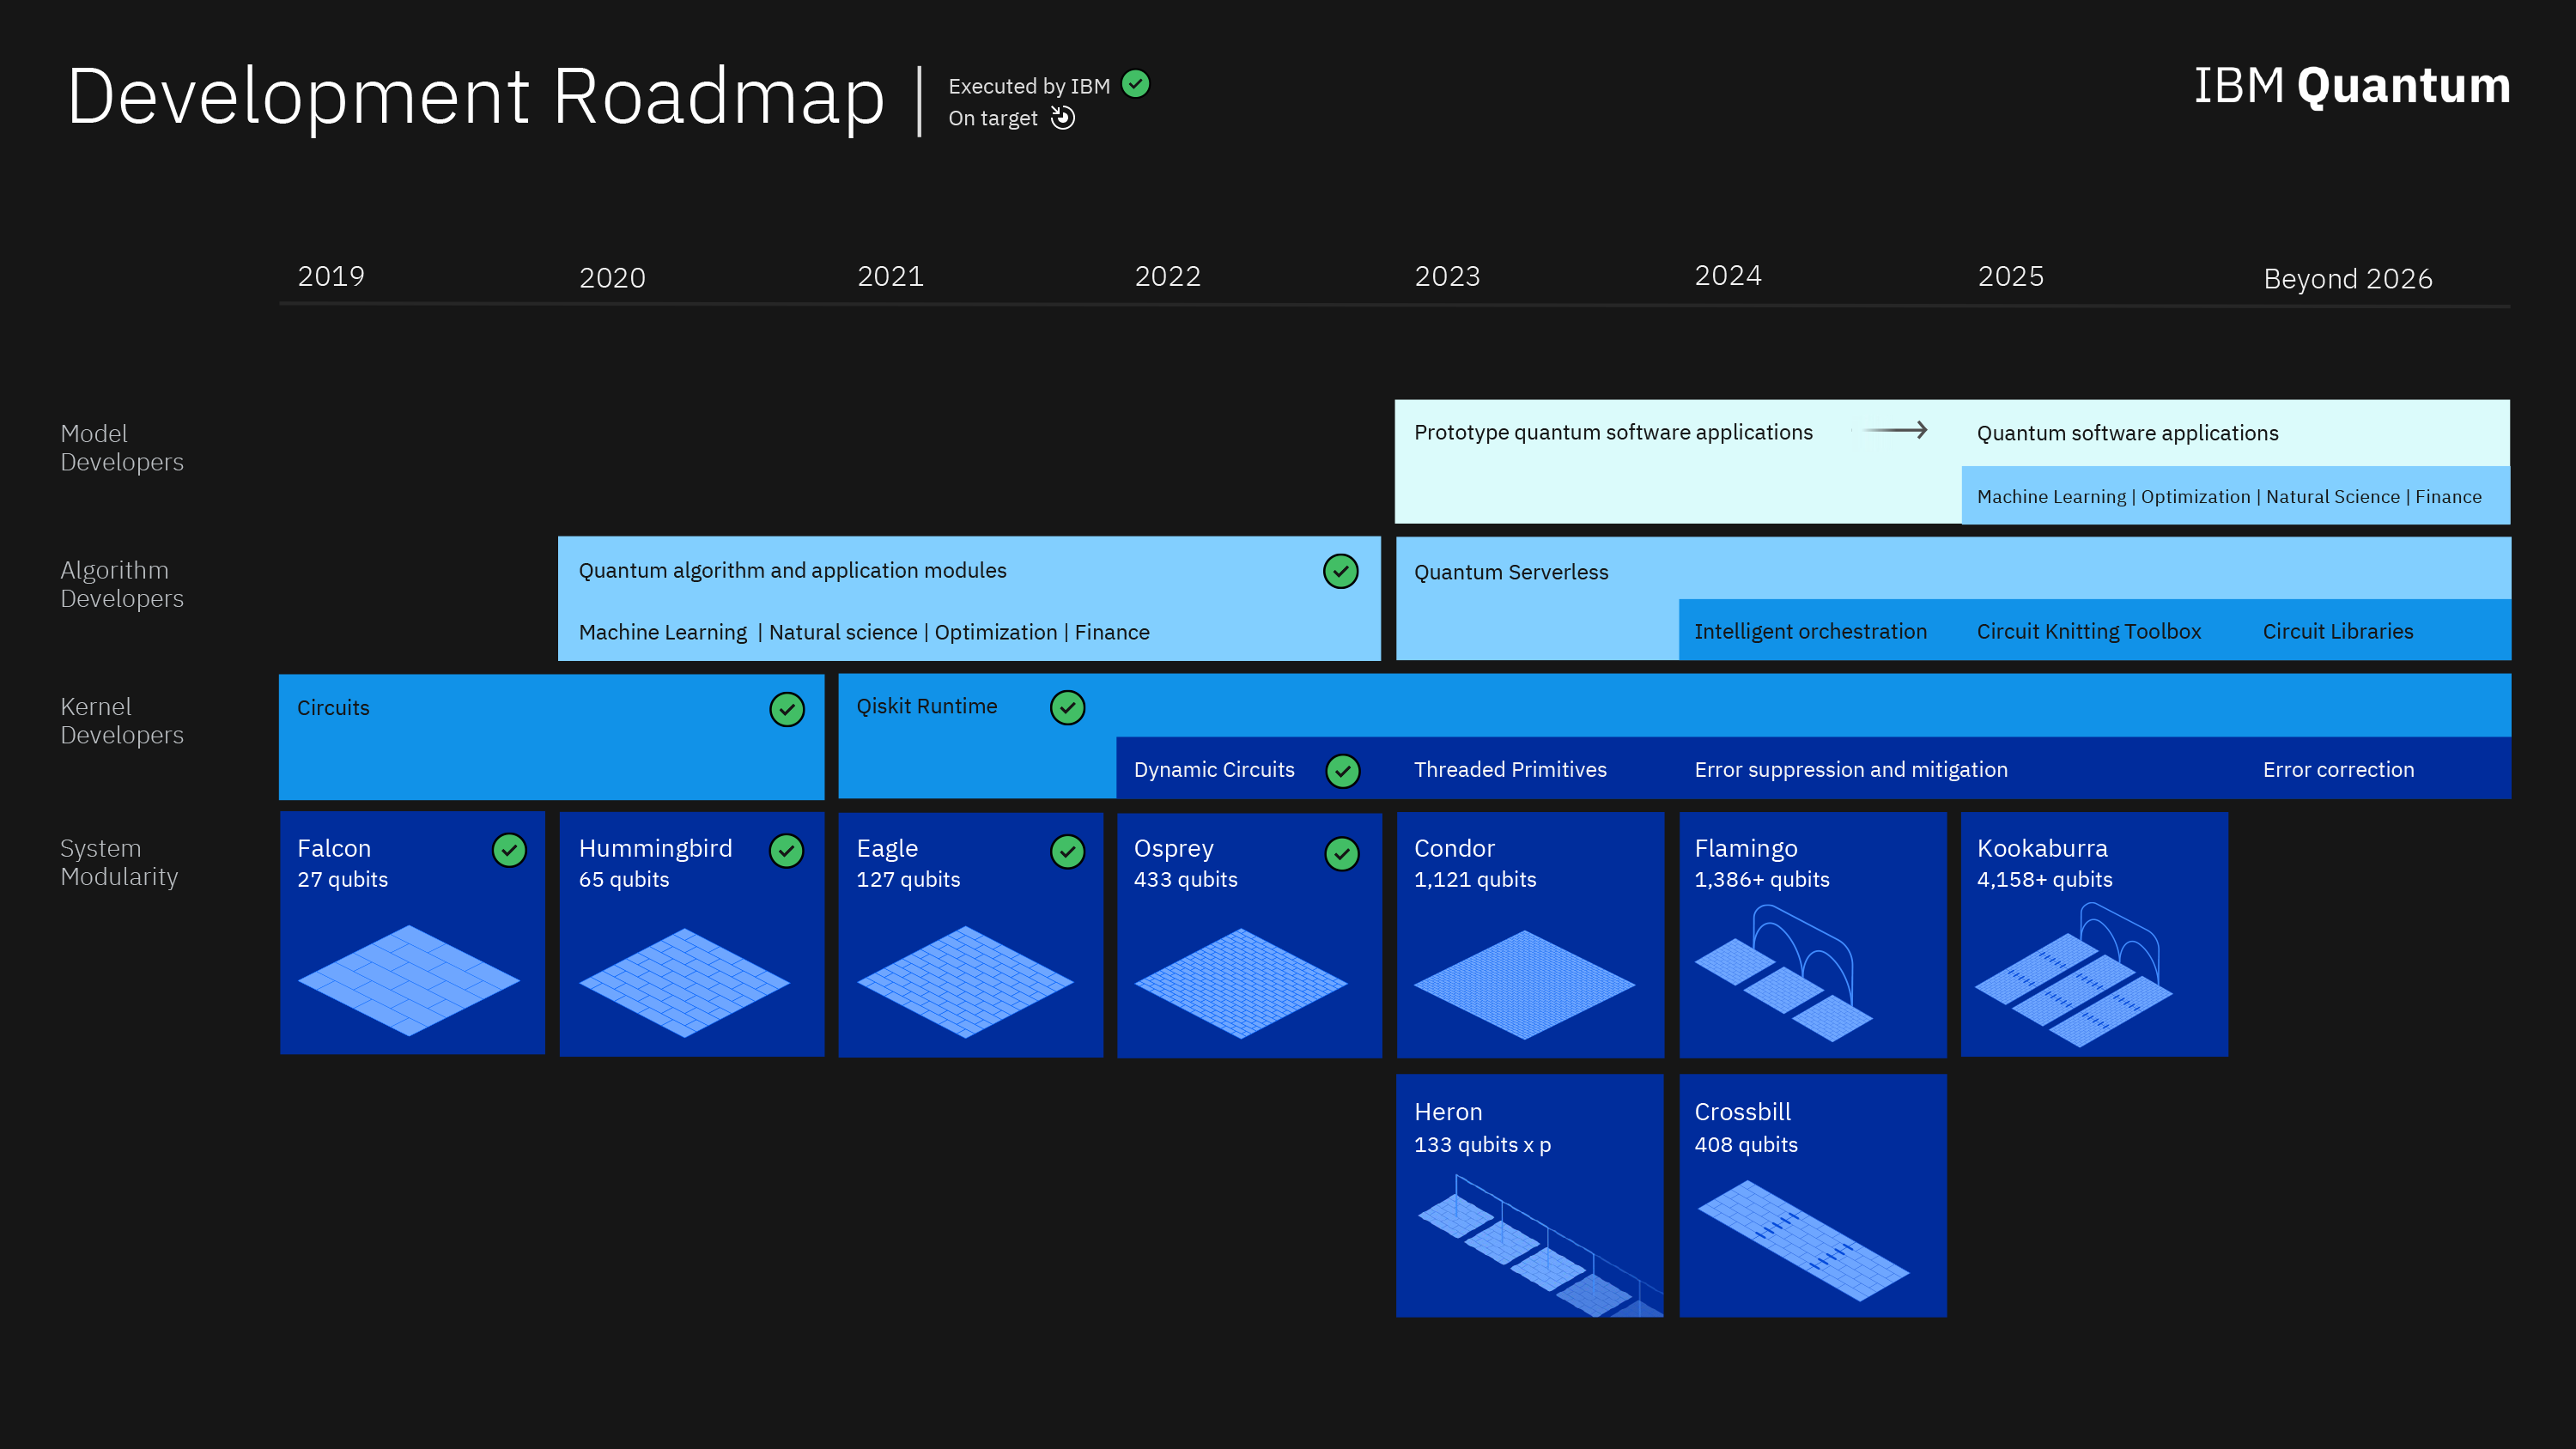 Development Roadmap
Executed by IBM
On target
IBM Quantum
2019
2020
2021
2022
2023
2024
2025
Beyond 2026
Model
Developers
Prototype quantum software applications
Quantum software applications
Machine Learning | Optimization | Natural Science | Finance
Algorithm
Developers
Quantum algorithm and application modules
Machine Learning | Natural science | Optimization | Finance
Quantum Serverless
Intelligent orchestration
Circuit Knitting Toolbox
Circuit Libraries
Kernel
Developers
Circuits
Qiskit Runtime
Dynamic Circuits
Threaded Primitives
Error suppression and mitigation
Error correction
System
Modularity
Falcon
27 qubits
Hummingbird
65 qubits
Eagle
127 qubits
Osprey
433 qubits
Condor
1,121 qubits
Flamingo
1,386+ qubits
Kookaburra
4,158+ qubits
Heron
133 qubits x p
Crossbill
408 qubits